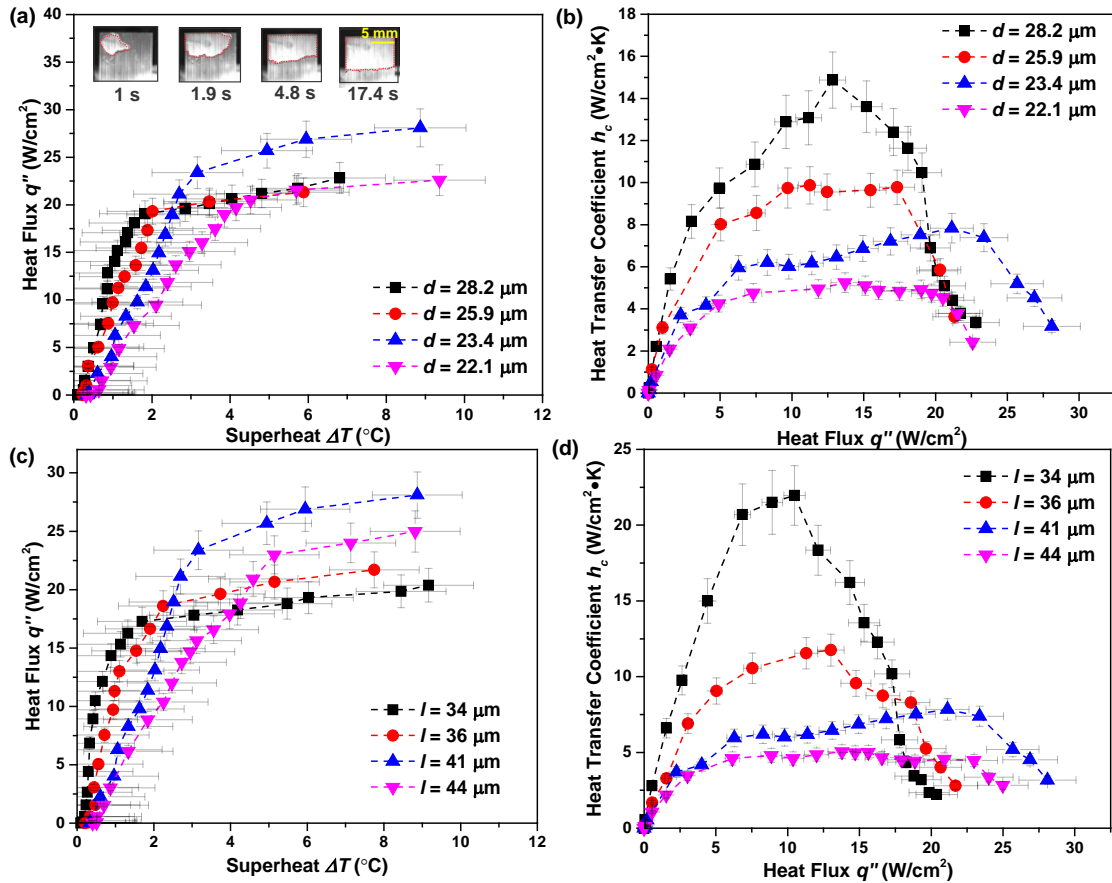 (a)
5 mm
1 s
1.9 s
4.8 s
17.4 s
Heat Flux q″ (W/cm²)
40
35
30
25
20
15
10
5
0
d = 28.2 μm
d = 25.9 μm
d = 23.4 μm
d = 22.1 μm
0 2 4 6 8 10 12
Superheat ΔT (°C)
(b)
Heat Transfer Coefficient h_c (W/cm²•K)
18
16
14
12
10
8
6
4
2
0
d = 28.2 μm
d = 25.9 μm
d = 23.4 μm
d = 22.1 μm
0 5 10 15 20 25 30
Heat Flux q″ (W/cm²)
(c)
Heat Flux q″ (W/cm²)
30
25
20
15
10
5
0
l = 34 μm
l = 36 μm
l = 41 μm
l = 44 μm
0 2 4 6 8 10 12
Superheat ΔT (°C)
(d)
Heat Transfer Coefficient h_c (W/cm²•K)
25
20
15
10
5
0
l = 34 μm
l = 36 μm
l = 41 μm
l = 44 μm
0 5 10 15 20 25 30
Heat Flux q″ (W/cm²)